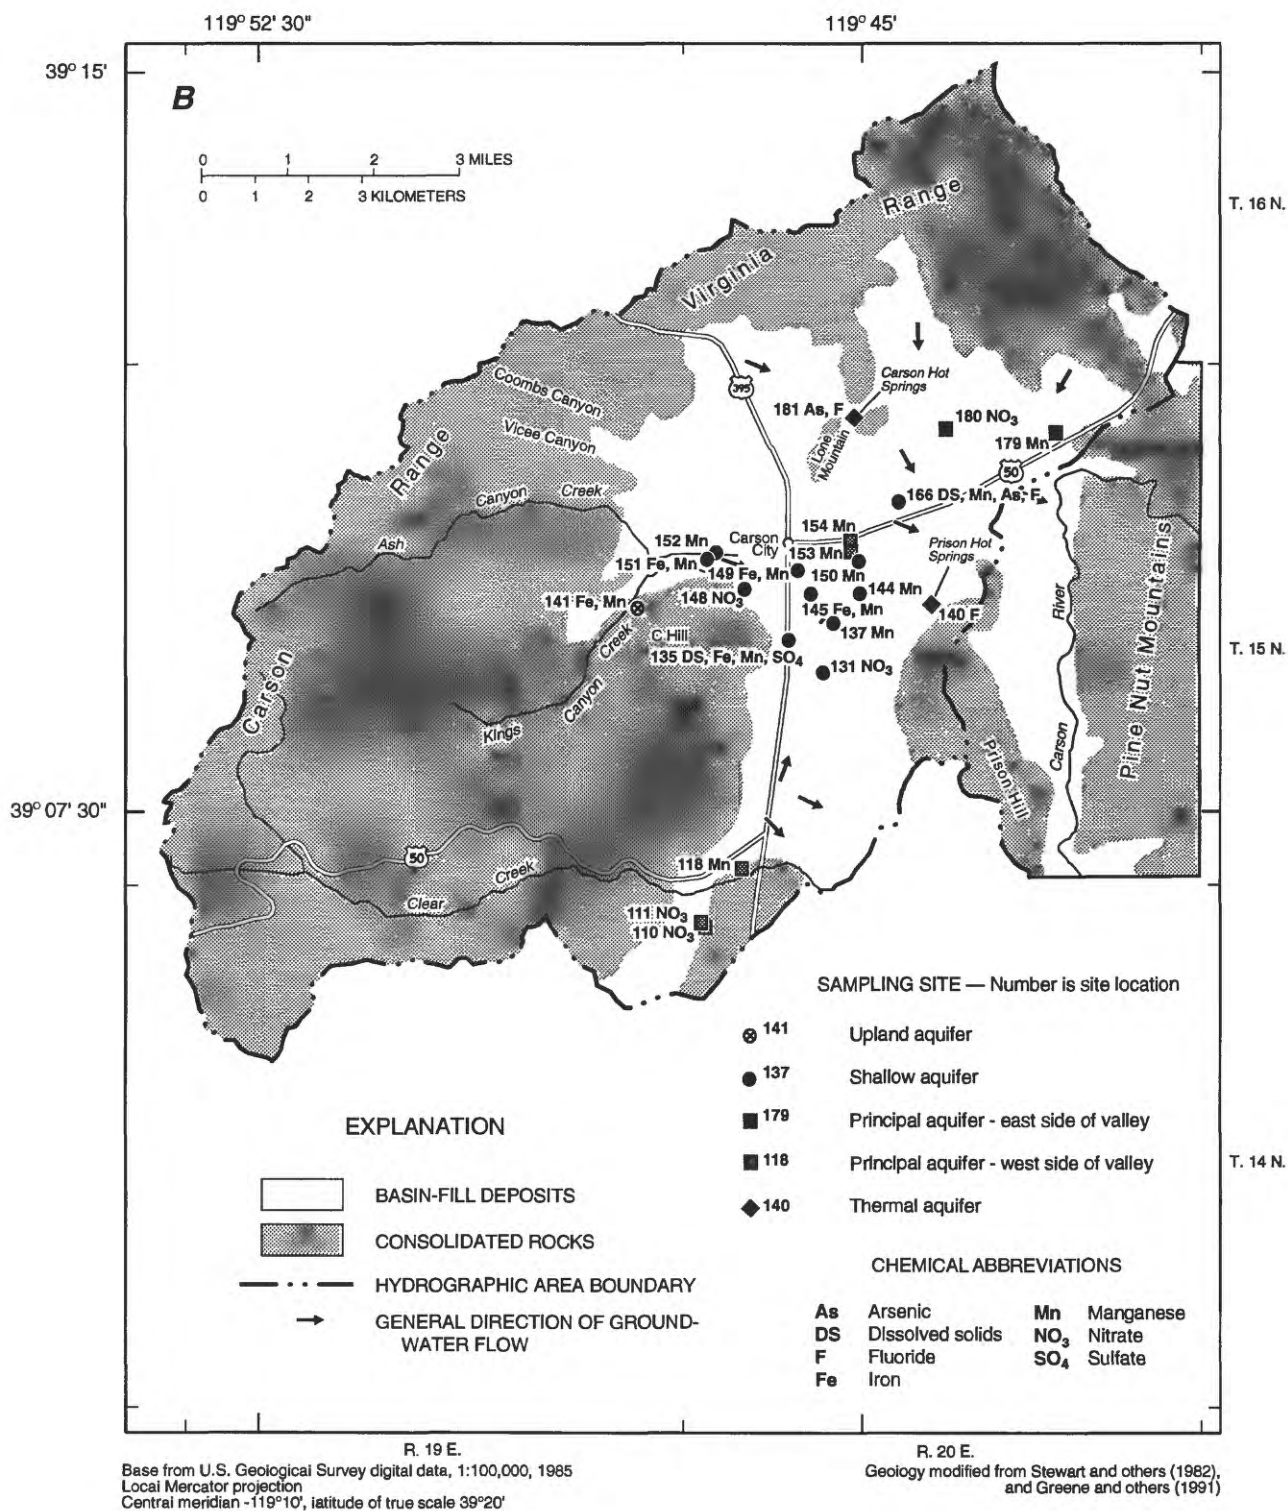 119° 52' 30"
119° 45'
39° 15'
B
0 1 2 3 MILES
0 1 2 3 KILOMETERS
T. 16 N.
Virginia Range
Coombs Canyon
Vicee Canyon
Carson Range
Ash Canyon Creek
395
Carson Hot
Springs
181 As, F
Lone
Mountain
180 NO₃
179 Mn
50
166 DS, Mn, As, F
154 Mn
152 Mn
Carson
City
153 Mn
Prison Hot
Springs
151 Fe, Mn
149 Fe, Mn
150 Mn
144 Mn
148 NO₃
141 Fe, Mn
145 Fe, Mn
140 F
C Hill
137 Mn
135 DS, Fe, Mn, SO₄
131 NO₃
T. 15 N.
Kings Canyon Creek
Carson River
Pine Nut Mountains
Prison Hill
39° 07' 30"
50
118 Mn
Clear Creek
111 NO₃
110 NO₃
SAMPLING SITE — Number is site location
141 Upland aquifer
137 Shallow aquifer
179 Principal aquifer - east side of valley
118 Principal aquifer - west side of valley
140 Thermal aquifer
T. 14 N.
EXPLANATION
BASIN-FILL DEPOSITS
CONSOLIDATED ROCKS
HYDROGRAPHIC AREA BOUNDARY
GENERAL DIRECTION OF GROUND-
WATER FLOW
CHEMICAL ABBREVIATIONS
As Arsenic Mn Manganese
DS Dissolved solids NO₃ Nitrate
F Fluoride SO₄ Sulfate
Fe Iron
R. 19 E.
R. 20 E.
Base from U.S. Geological Survey digital data, 1:100,000, 1985
Local Mercator projection
Central meridian -119°10', latitude of true scale 39°20'
Geology modified from Stewart and others (1982),
and Greene and others (1991)